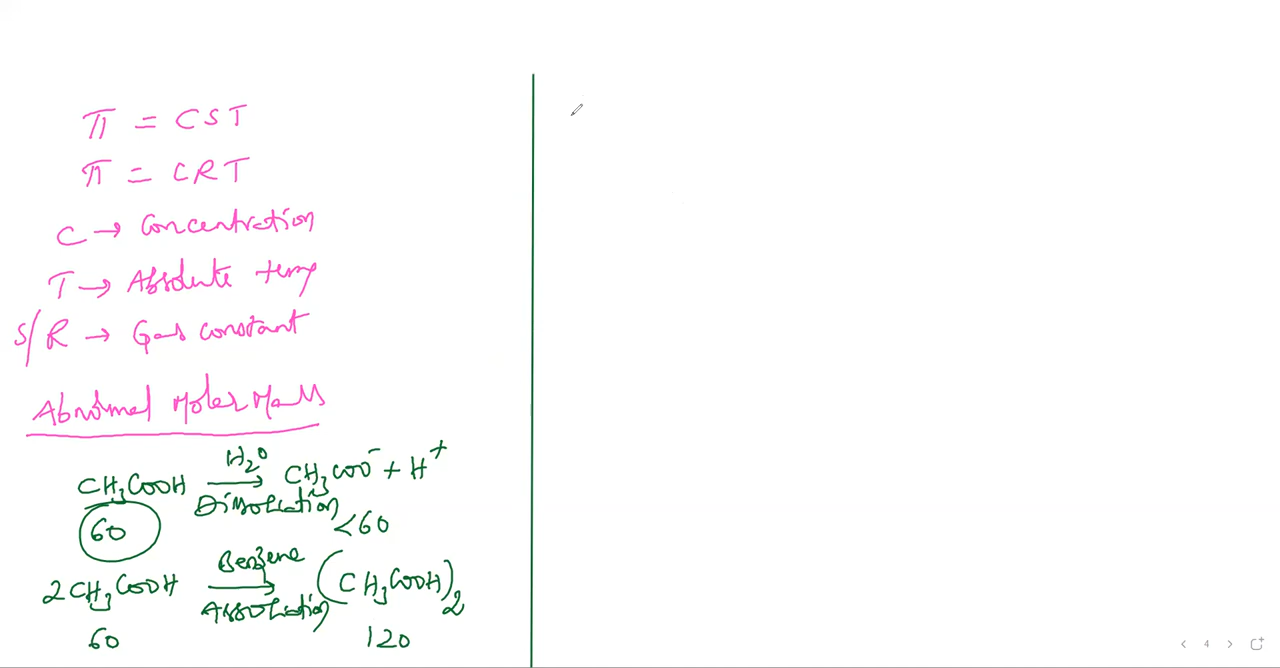 π = CST
π = CRT
C → Concentration
T → Absolute temp
S/R → Gas constant
Abnormal Molar Mass
CH₃COOH H₂O → Dissociation CH₃COO⁻ + H⁺
60 <60
2CH₃COOH Benzene → Association (CH₃COOH)₂
60 120
4